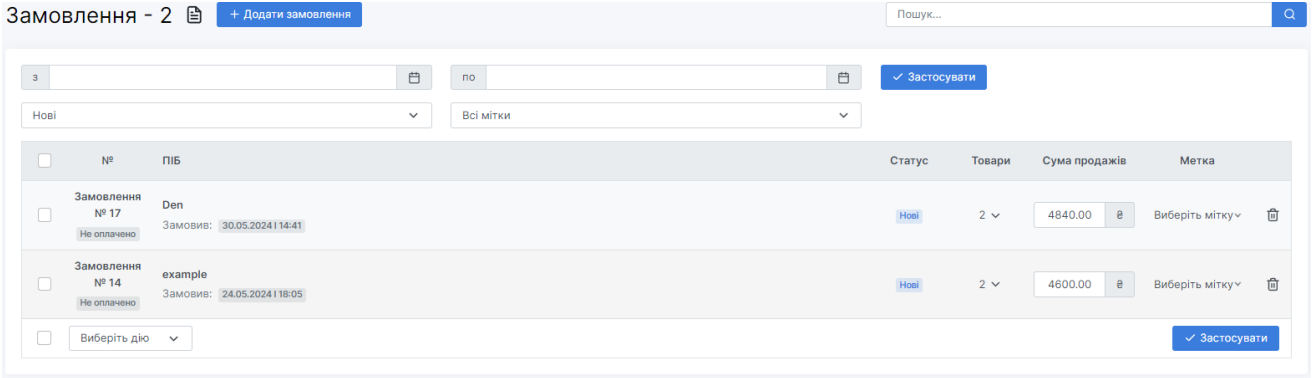 Замовлення - 2
+ Додати замовлення
Пошук...
з
по
Застосувати
Нові
Всі мітки
№ ПІБ Статус Товари Сума продажів Метка
Замовлення № 17
Не оплачено
Den
Замовив: 30.05.2024 | 14:41
Нові
2
4840.00 ₴
Виберіть мітку
Замовлення № 14
Не оплачено
example
Замовив: 24.05.2024 | 18:05
Нові
2
4600.00 ₴
Виберіть мітку
Виберіть дію
Застосувати